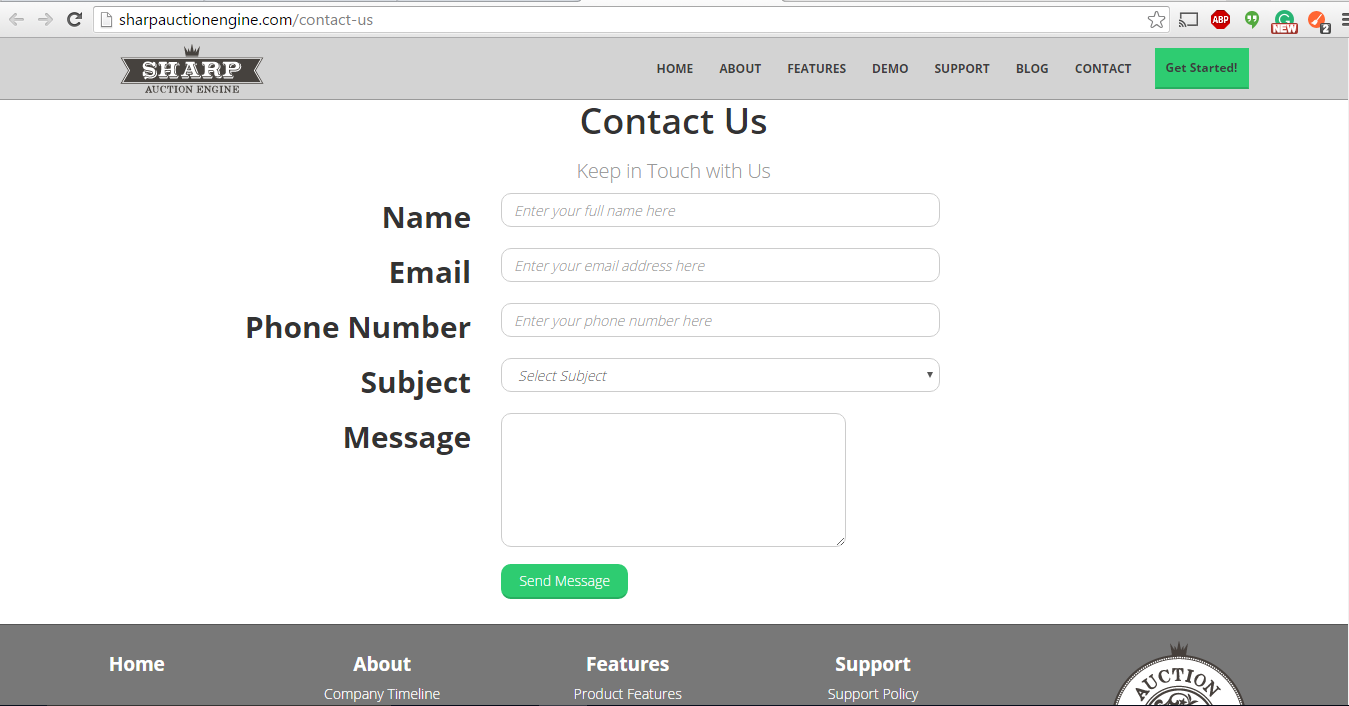 sharpauctionengine.com/contact-us
ABP
NEW
2
SHARP
AUCTION ENGINE
HOME ABOUT FEATURES DEMO SUPPORT BLOG CONTACT Get Started!
Contact Us
Keep in Touch with Us
Name Enter your full name here
Email Enter your email address here
Phone Number Enter your phone number here
Subject Select Subject
Message
Send Message
Home About Features Support
Company Timeline Product Features Support Policy
AUCTION